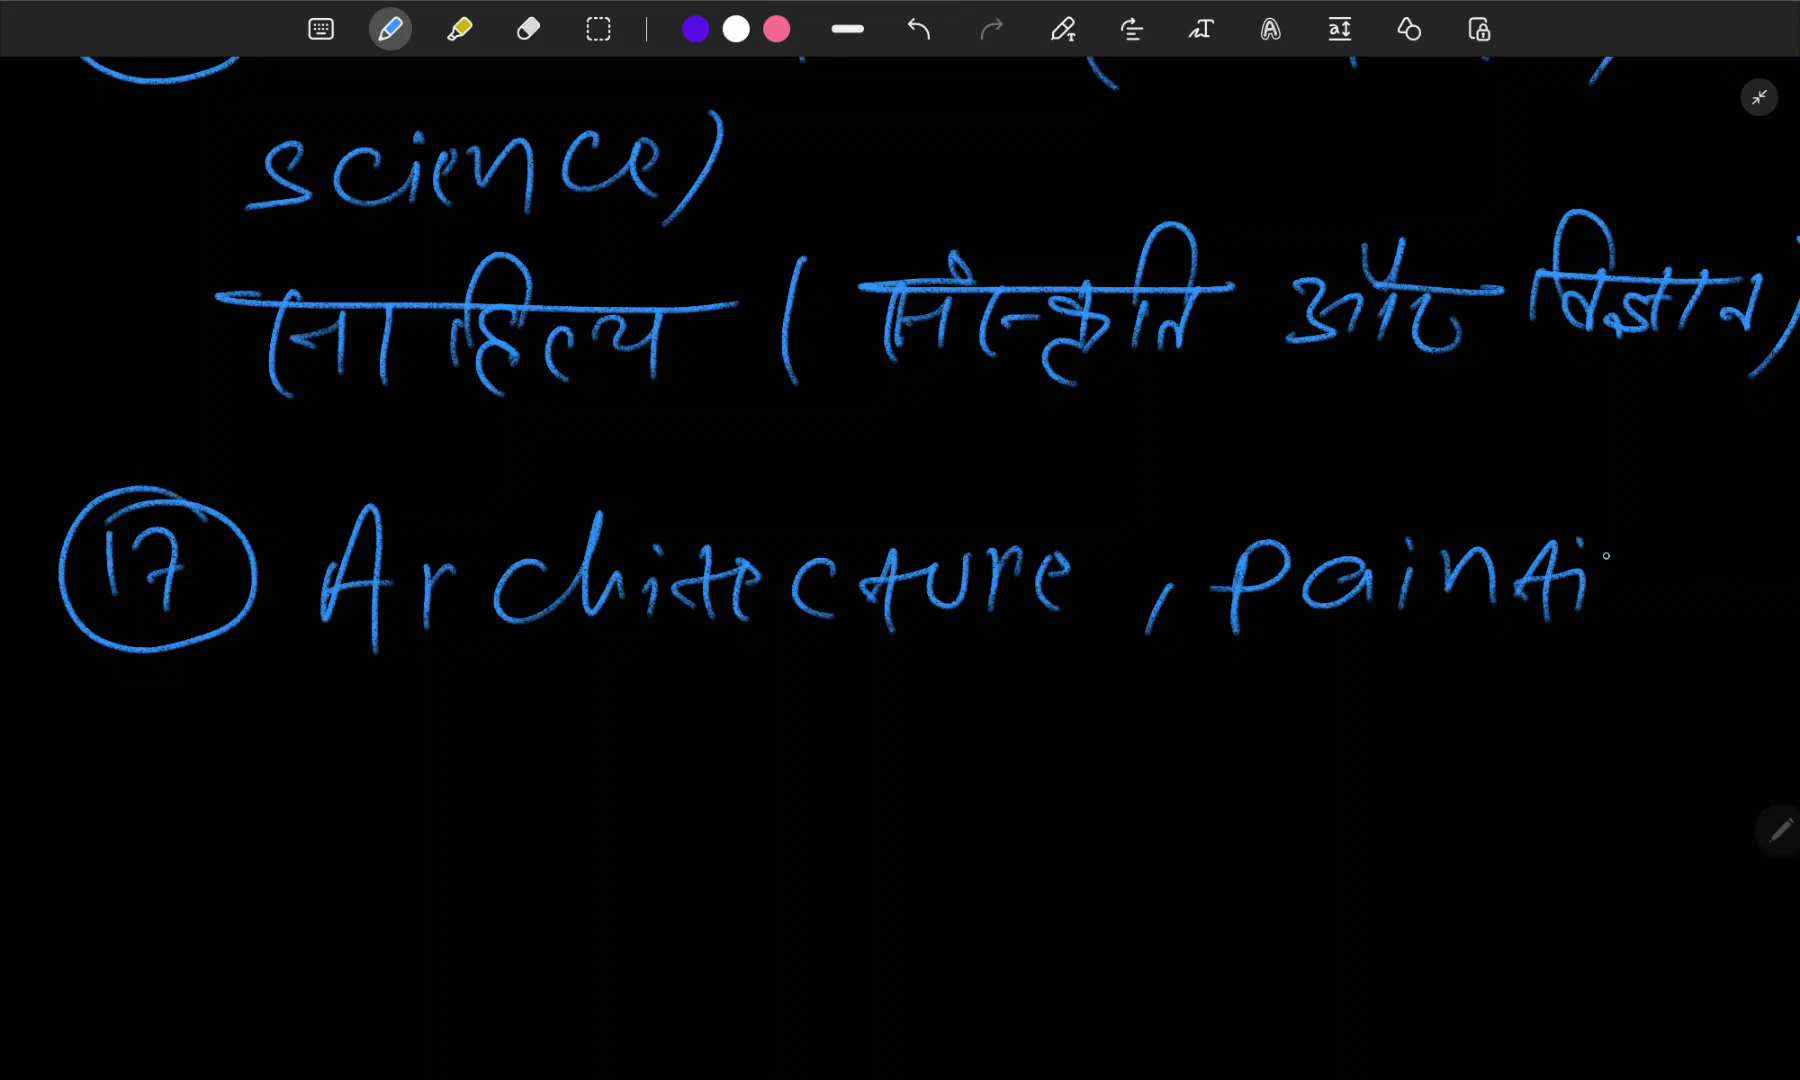 science)
साहित्य ( संस्कृति और विज्ञान)
17 Architecture, Painti